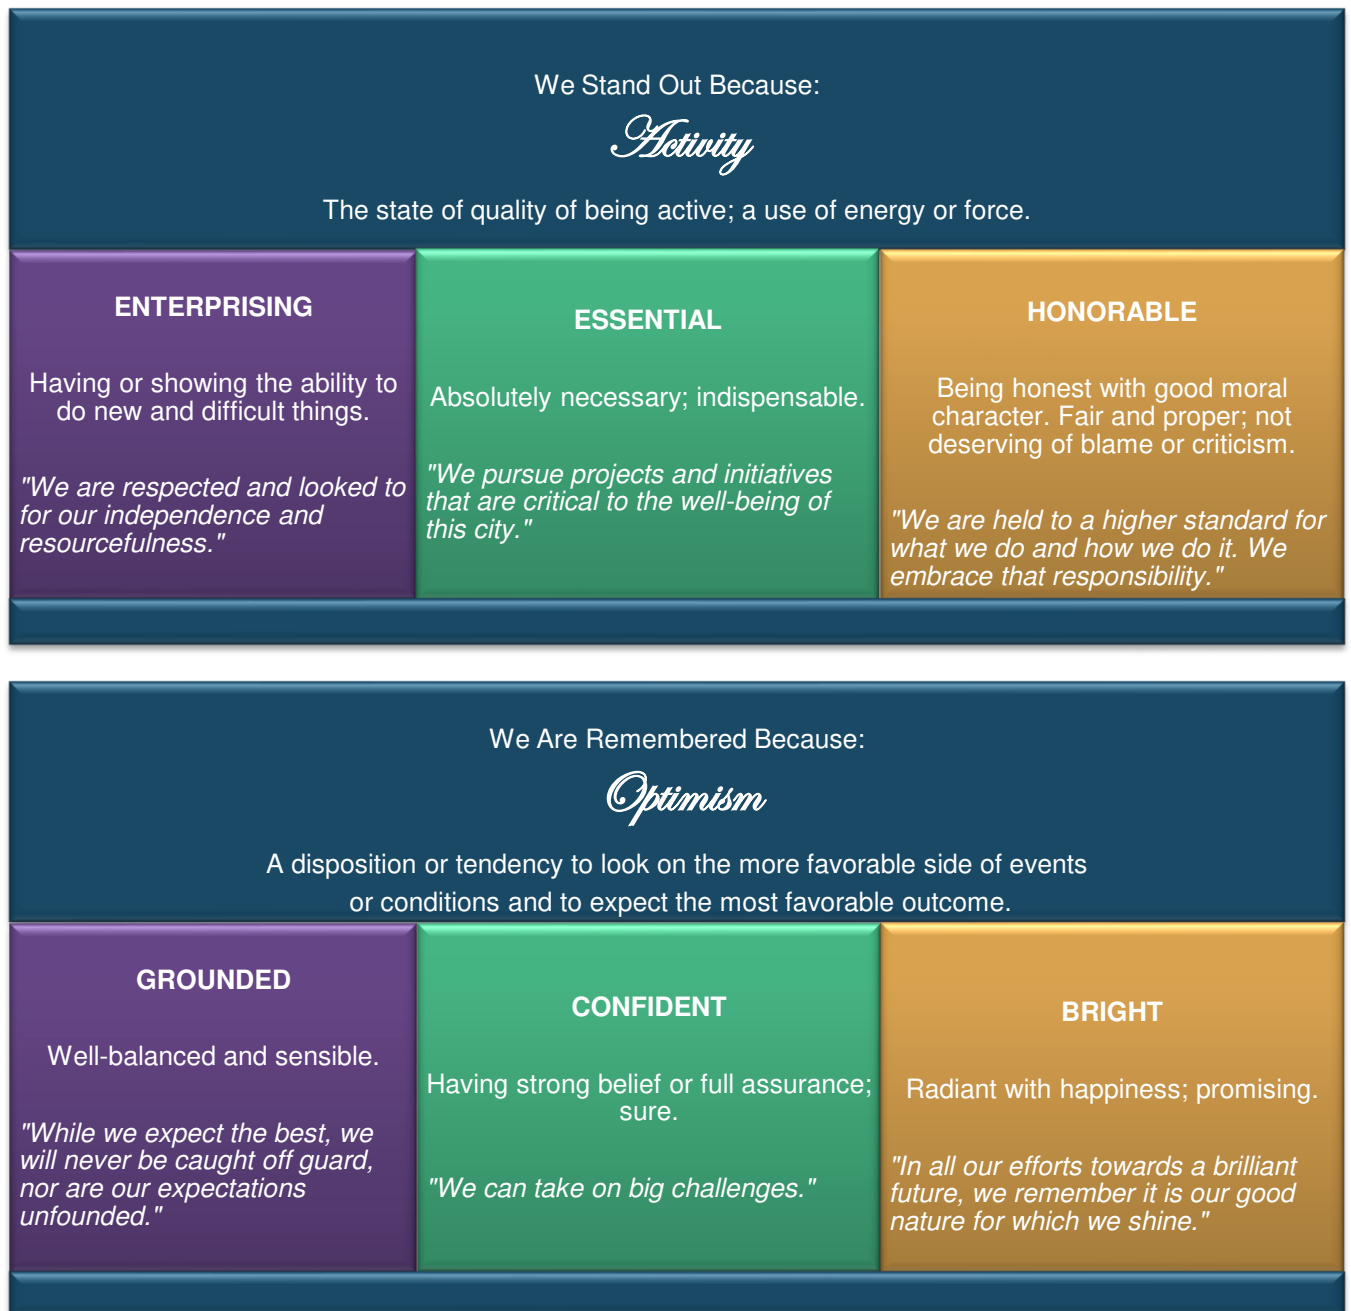 We Stand Out Because:
Activity
The state of quality of being active; a use of energy or force.
ENTERPRISING
Having or showing the ability to
do new and difficult things.
"We are respected and looked to
for our independence and
resourcefulness."
ESSENTIAL
Absolutely necessary; indispensable.
"We pursue projects and initiatives
that are critical to the well-being of
this city."
HONORABLE
Being honest with good moral
character. Fair and proper; not
deserving of blame or criticism.
"We are held to a higher standard for
what we do and how we do it. We
embrace that responsibility."
We Are Remembered Because:
Optimism
A disposition or tendency to look on the more favorable side of events
or conditions and to expect the most favorable outcome.
GROUNDED
Well-balanced and sensible.
"While we expect the best, we
will never be caught off guard,
nor are our expectations
unfounded."
CONFIDENT
Having strong belief or full assurance;
sure.
"We can take on big challenges."
BRIGHT
Radiant with happiness; promising.
"In all our efforts towards a brilliant
future, we remember it is our good
nature for which we shine."